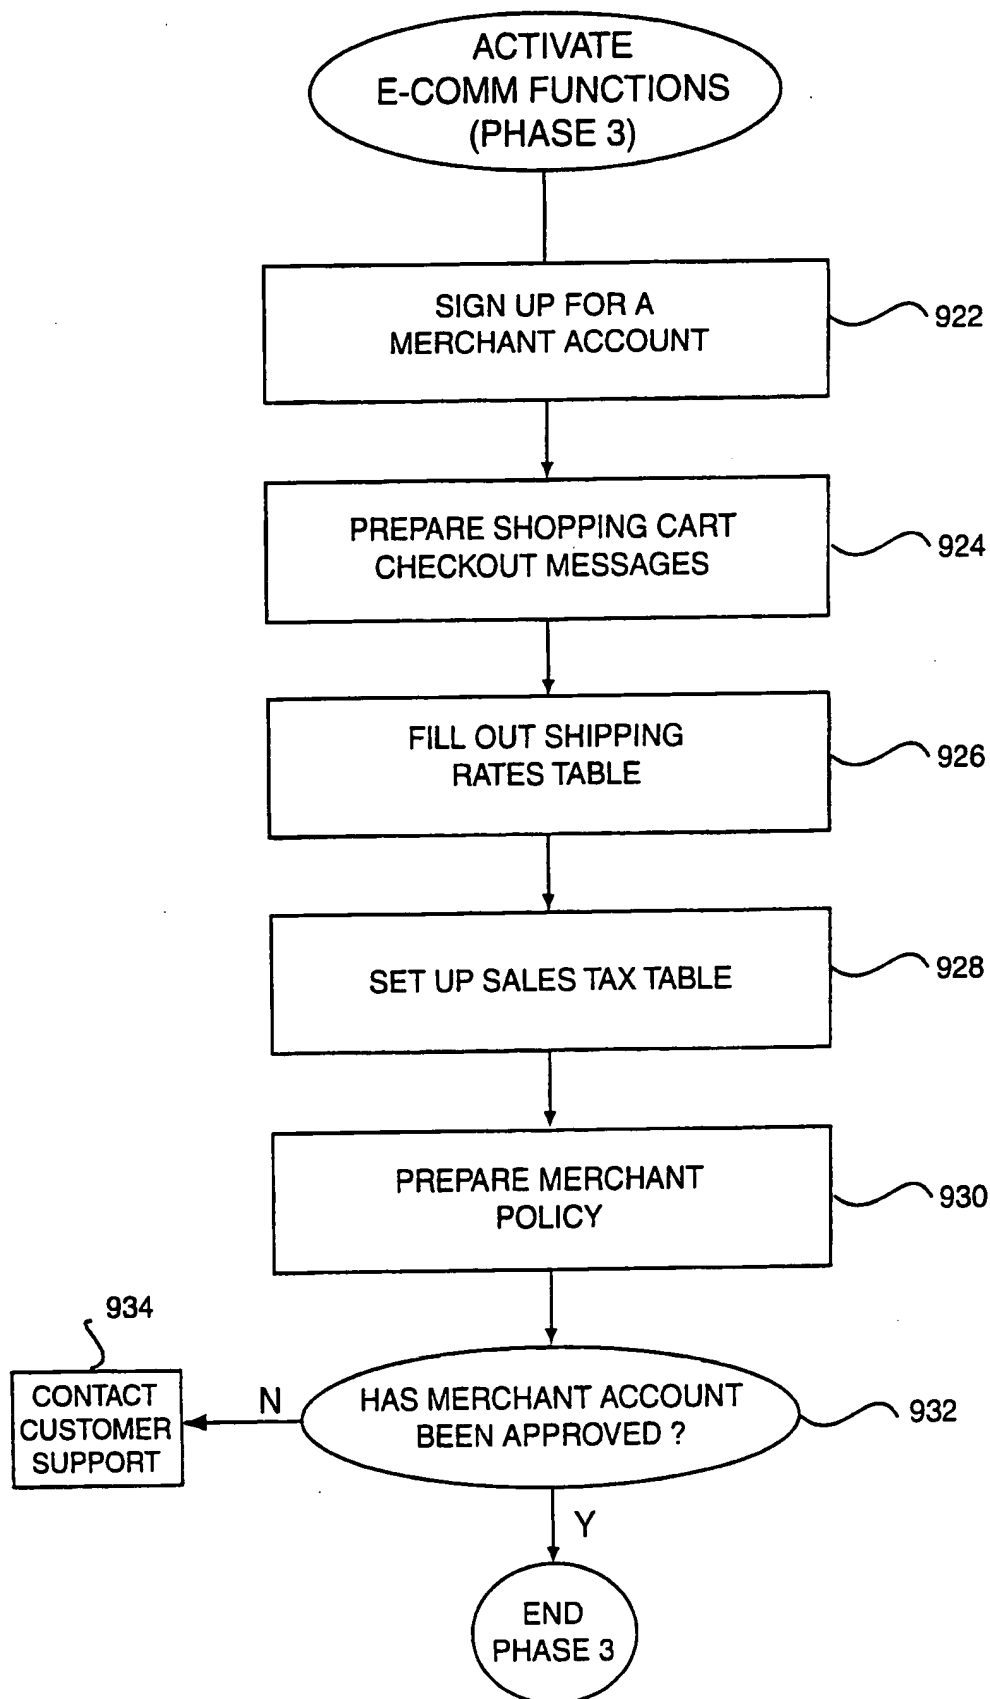 ACTIVATE
E-COMM FUNCTIONS
(PHASE 3)
SIGN UP FOR A
MERCHANT ACCOUNT
922
PREPARE SHOPPING CART
CHECKOUT MESSAGES
924
FILL OUT SHIPPING
RATES TABLE
926
SET UP SALES TAX TABLE
928
PREPARE MERCHANT
POLICY
930
934
CONTACT
CUSTOMER
SUPPORT
N
HAS MERCHANT ACCOUNT
BEEN APPROVED ?
932
Y
END
PHASE 3